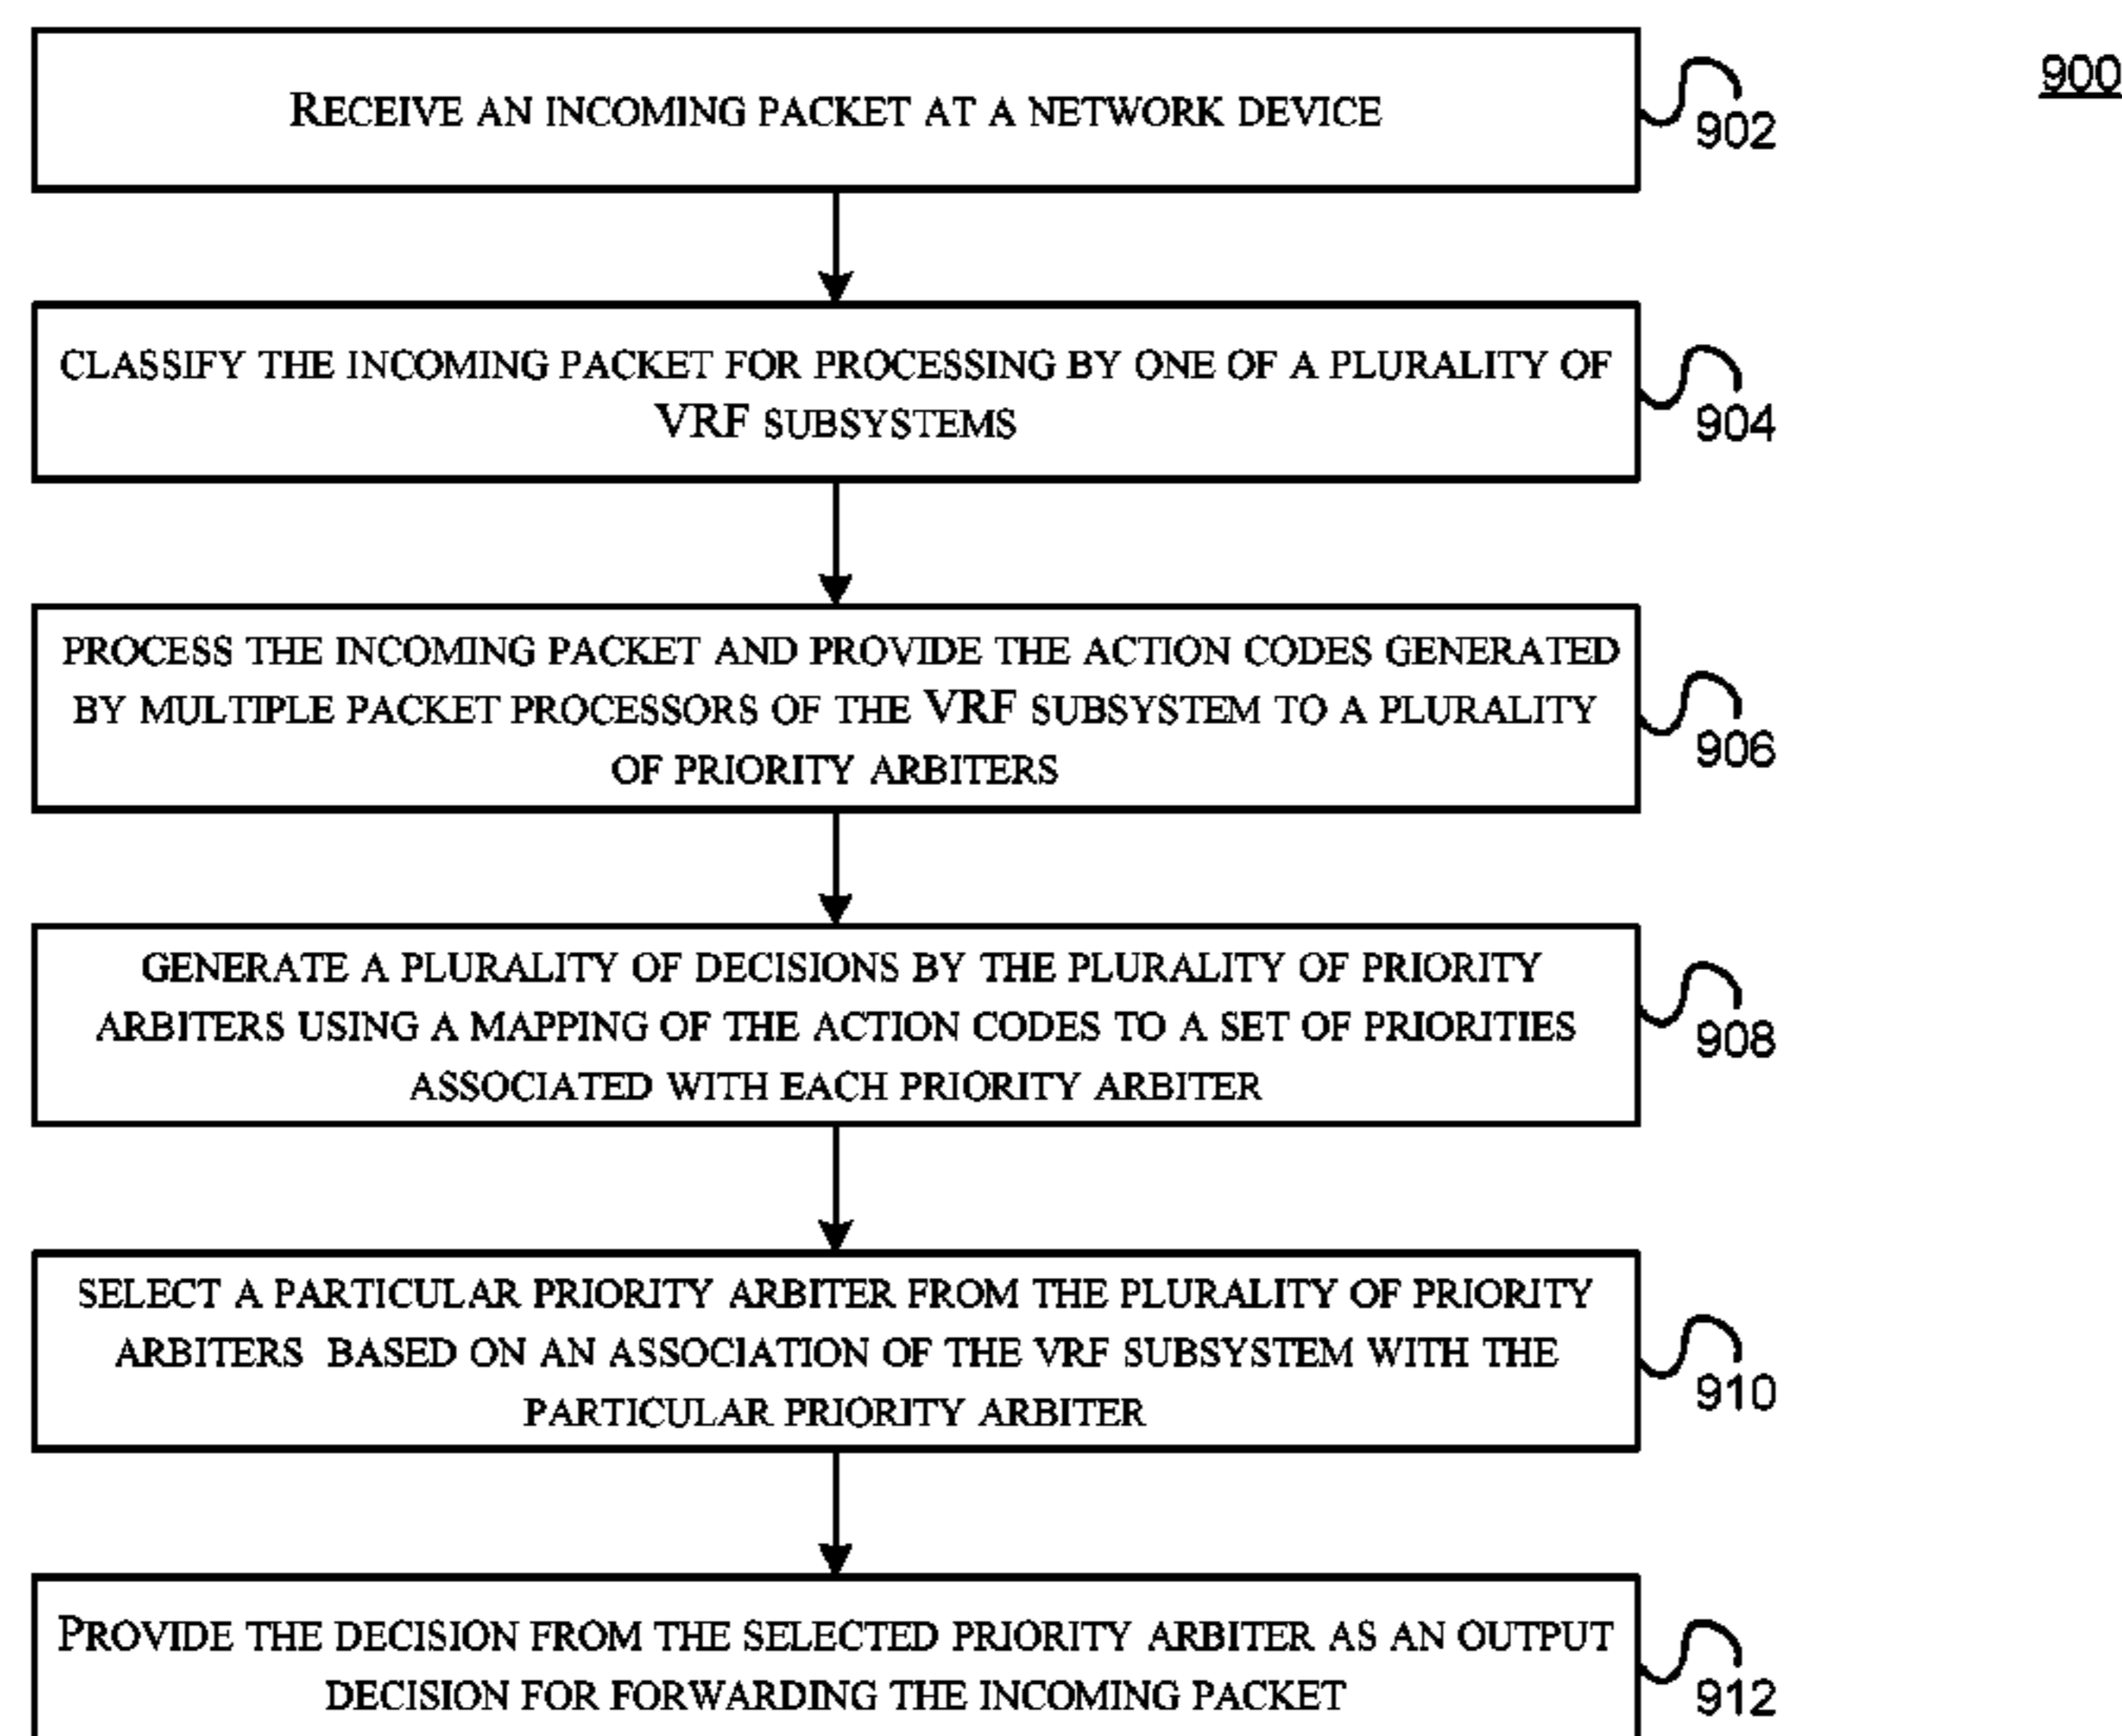 900
RECEIVE AN INCOMING PACKET AT A NETWORK DEVICE
902
CLASSIFY THE INCOMING PACKET FOR PROCESSING BY ONE OF A PLURALITY OF
VRF SUBSYSTEMS
904
PROCESS THE INCOMING PACKET AND PROVIDE THE ACTION CODES GENERATED
BY MULTIPLE PACKET PROCESSORS OF THE VRF SUBSYSTEM TO A PLURALITY
OF PRIORITY ARBITERS
906
GENERATE A PLURALITY OF DECISIONS BY THE PLURALITY OF PRIORITY
ARBITERS USING A MAPPING OF THE ACTION CODES TO A SET OF PRIORITIES
ASSOCIATED WITH EACH PRIORITY ARBITER
908
SELECT A PARTICULAR PRIORITY ARBITER FROM THE PLURALITY OF PRIORITY
ARBITERS BASED ON AN ASSOCIATION OF THE VRF SUBSYSTEM WITH THE
PARTICULAR PRIORITY ARBITER
910
PROVIDE THE DECISION FROM THE SELECTED PRIORITY ARBITER AS AN OUTPUT
DECISION FOR FORWARDING THE INCOMING PACKET
912